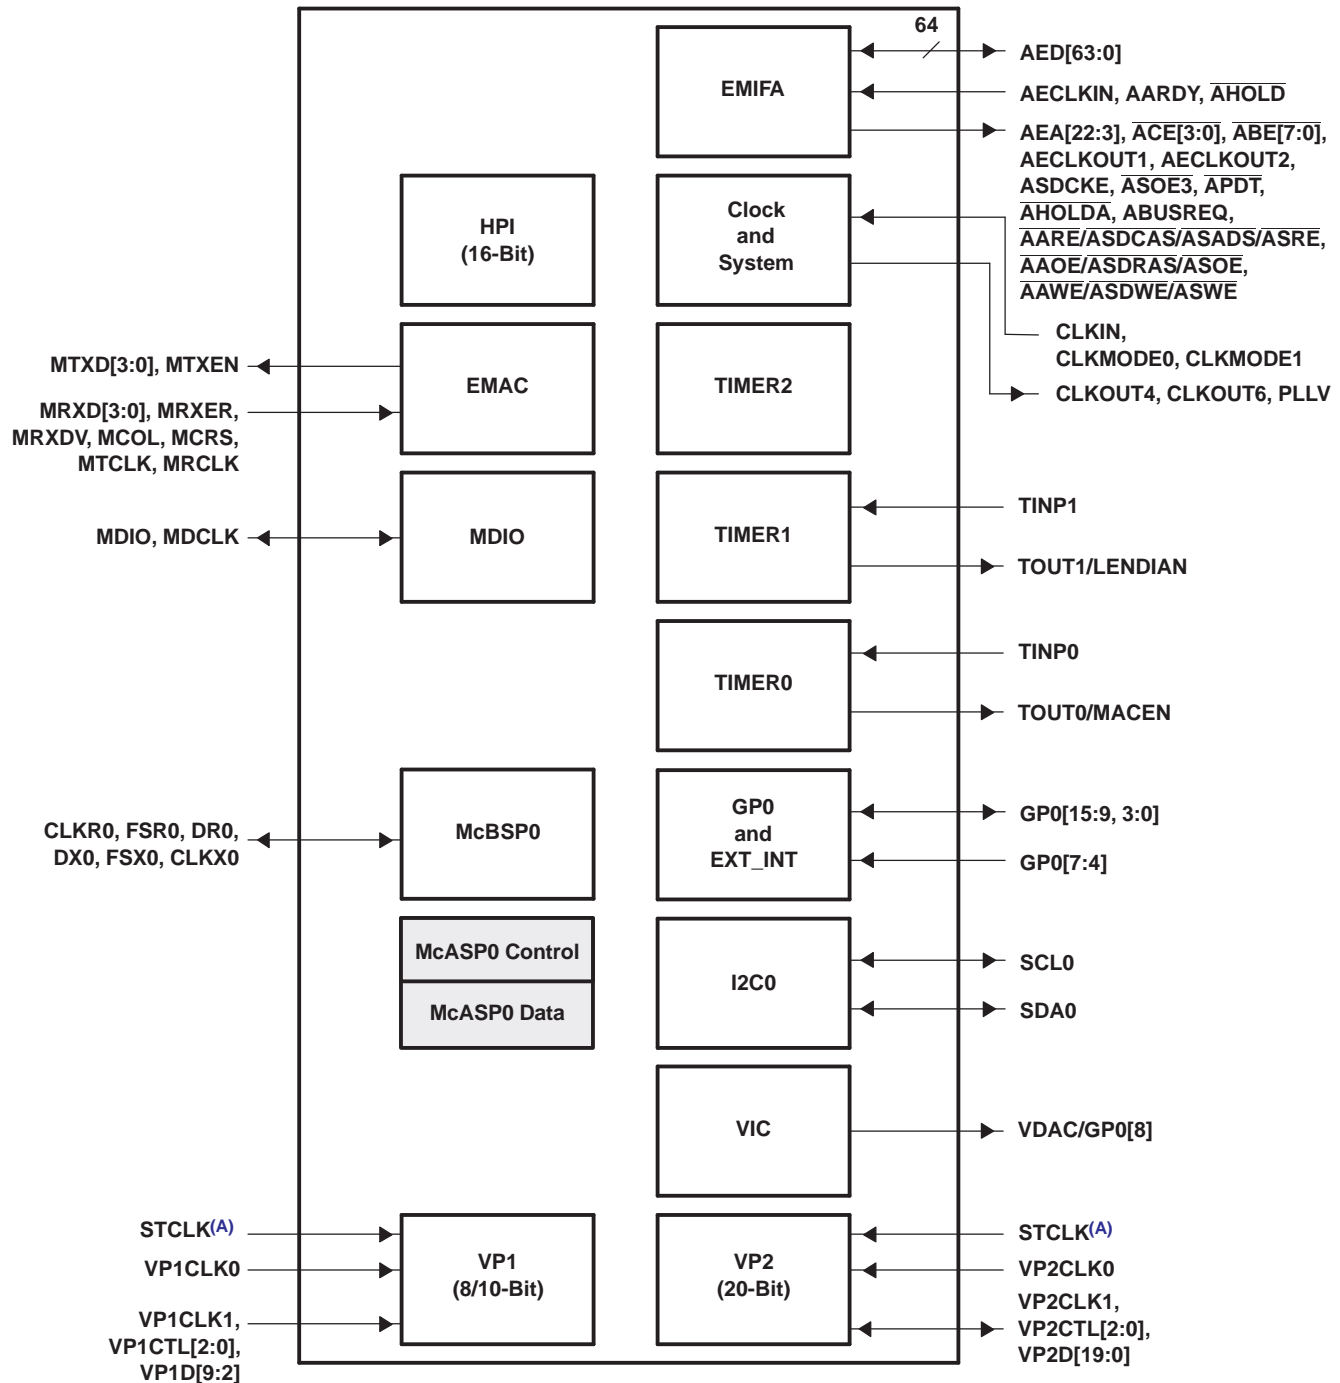 64
AED[63:0]
EMIFA
AECLKIN, AARDY, AHOLD
AEA[22:3], ACE[3:0], ABE[7:0],
AECLKOUT1, AECLKOUT2,
ASDCKE, ASOE3, APDT,
AHOLDA, ABUSREQ,
AARE/ASDCAS/ASADS/ASRE,
AAOE/ASDRAS/ASOE,
AAWE/ASDWE/ASWE
HPI
(16-Bit)
Clock
and
System
CLKIN,
CLKMODE0, CLKMODE1
CLKOUT4, CLKOUT6, PLLV
MTXD[3:0], MTXEN
MRXD[3:0], MRXER,
MRXDV, MCOL, MCRS,
MTCLK, MRCLK
EMAC
TIMER2
MDIO, MDCLK
MDIO
TIMER1
TINP1
TOUT1/LENDIAN
TIMER0
TINP0
TOUT0/MACEN
CLKR0, FSR0, DR0,
DX0, FSX0, CLKX0
McBSP0
GP0
and
EXT_INT
GP0[15:9, 3:0]
GP0[7:4]
McASP0 Control
McASP0 Data
I2C0
SCL0
SDA0
VIC
VDAC/GP0[8]
STCLK(A)
VP1CLK0
VP1CLK1,
VP1CTL[2:0],
VP1D[9:2]
VP1
(8/10-Bit)
VP2
(20-Bit)
STCLK(A)
VP2CLK0
VP2CLK1,
VP2CTL[2:0],
VP2D[19:0]